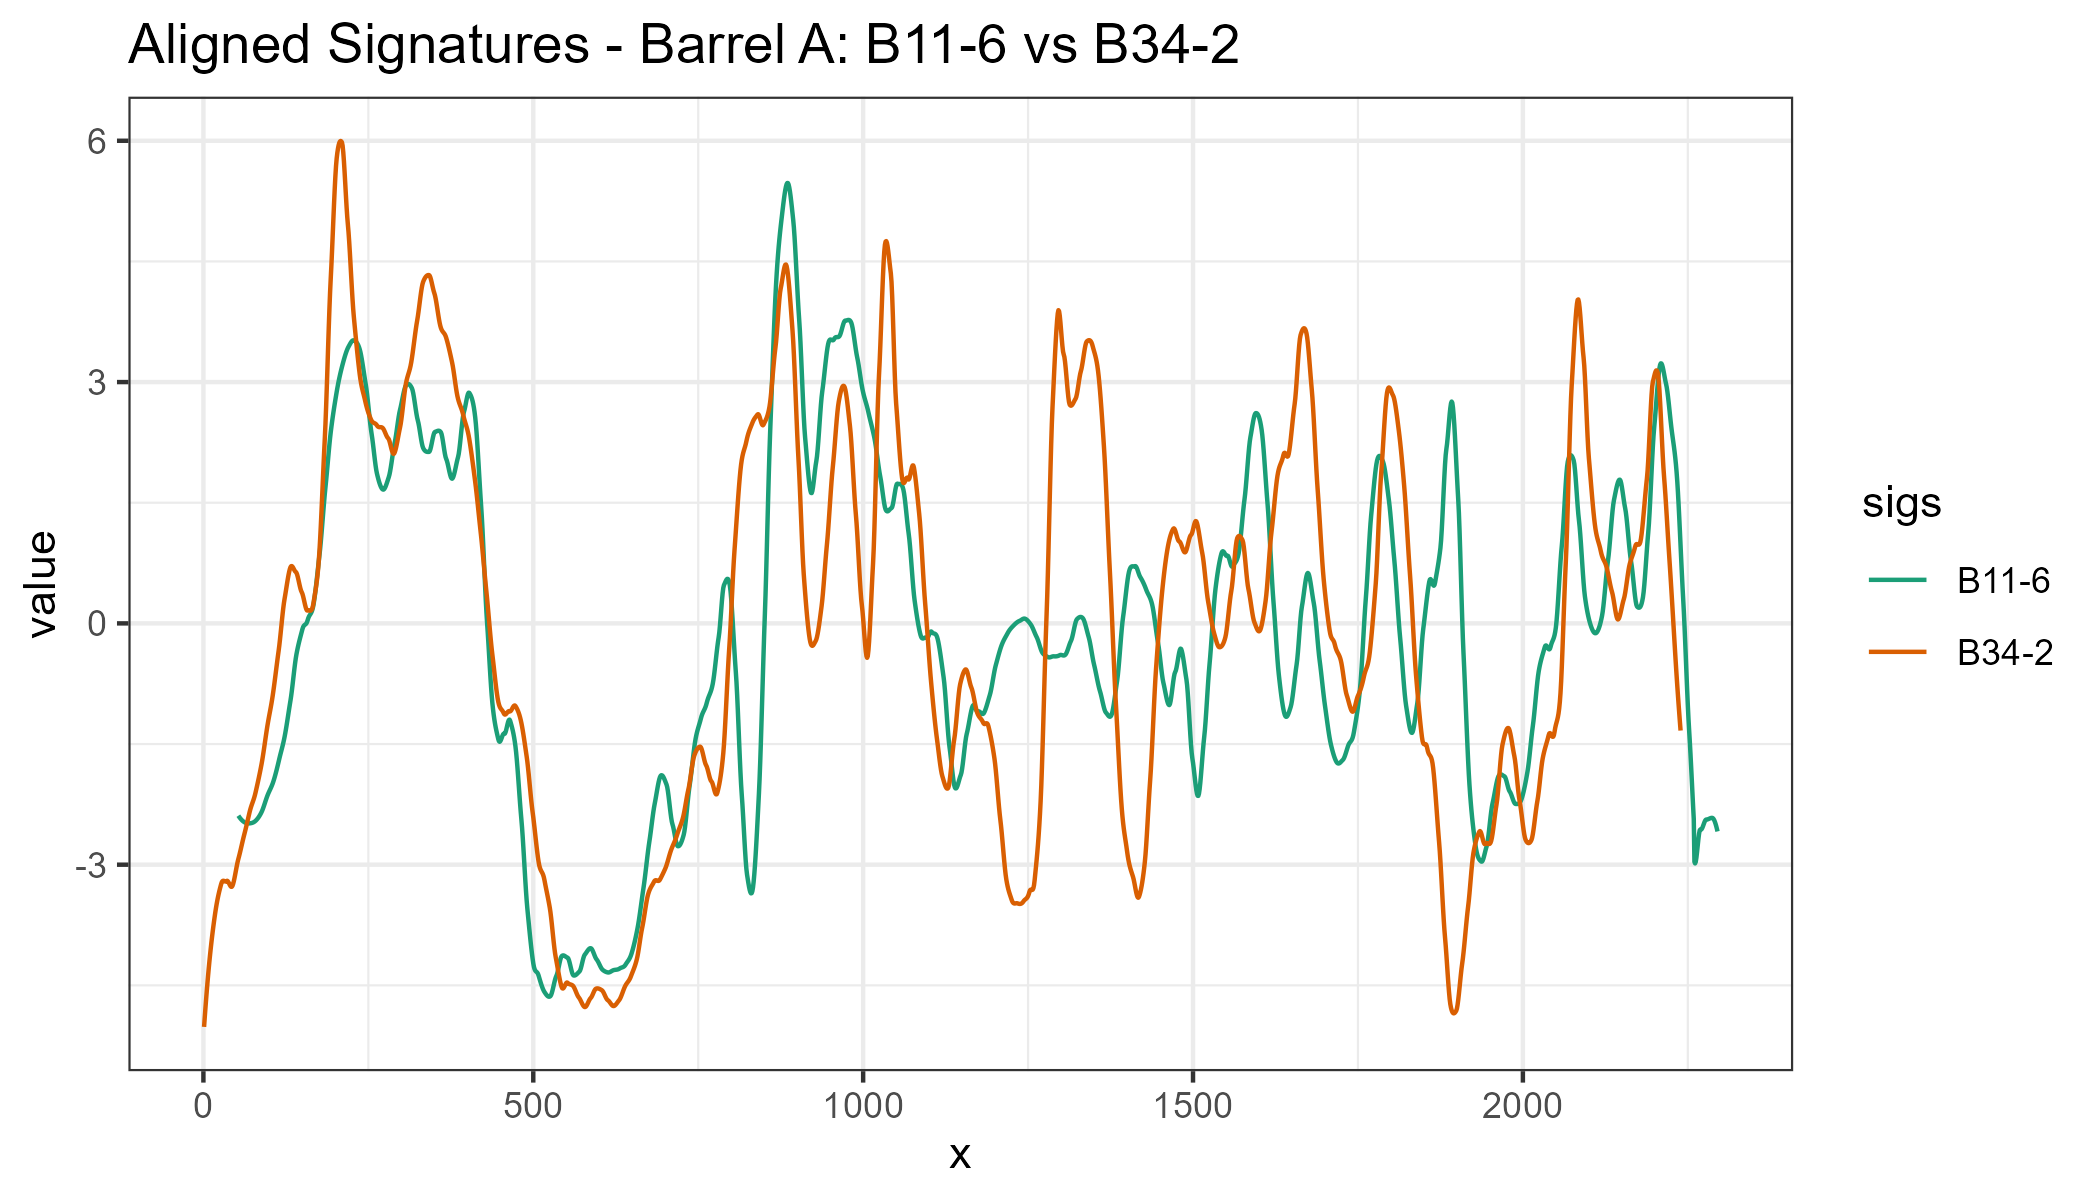 Aligned Signatures - Barrel A: B11-6 vs B34-2
value
6
3
0
-3
0
500
1000
1500
2000
x
sigs
B11-6
B34-2